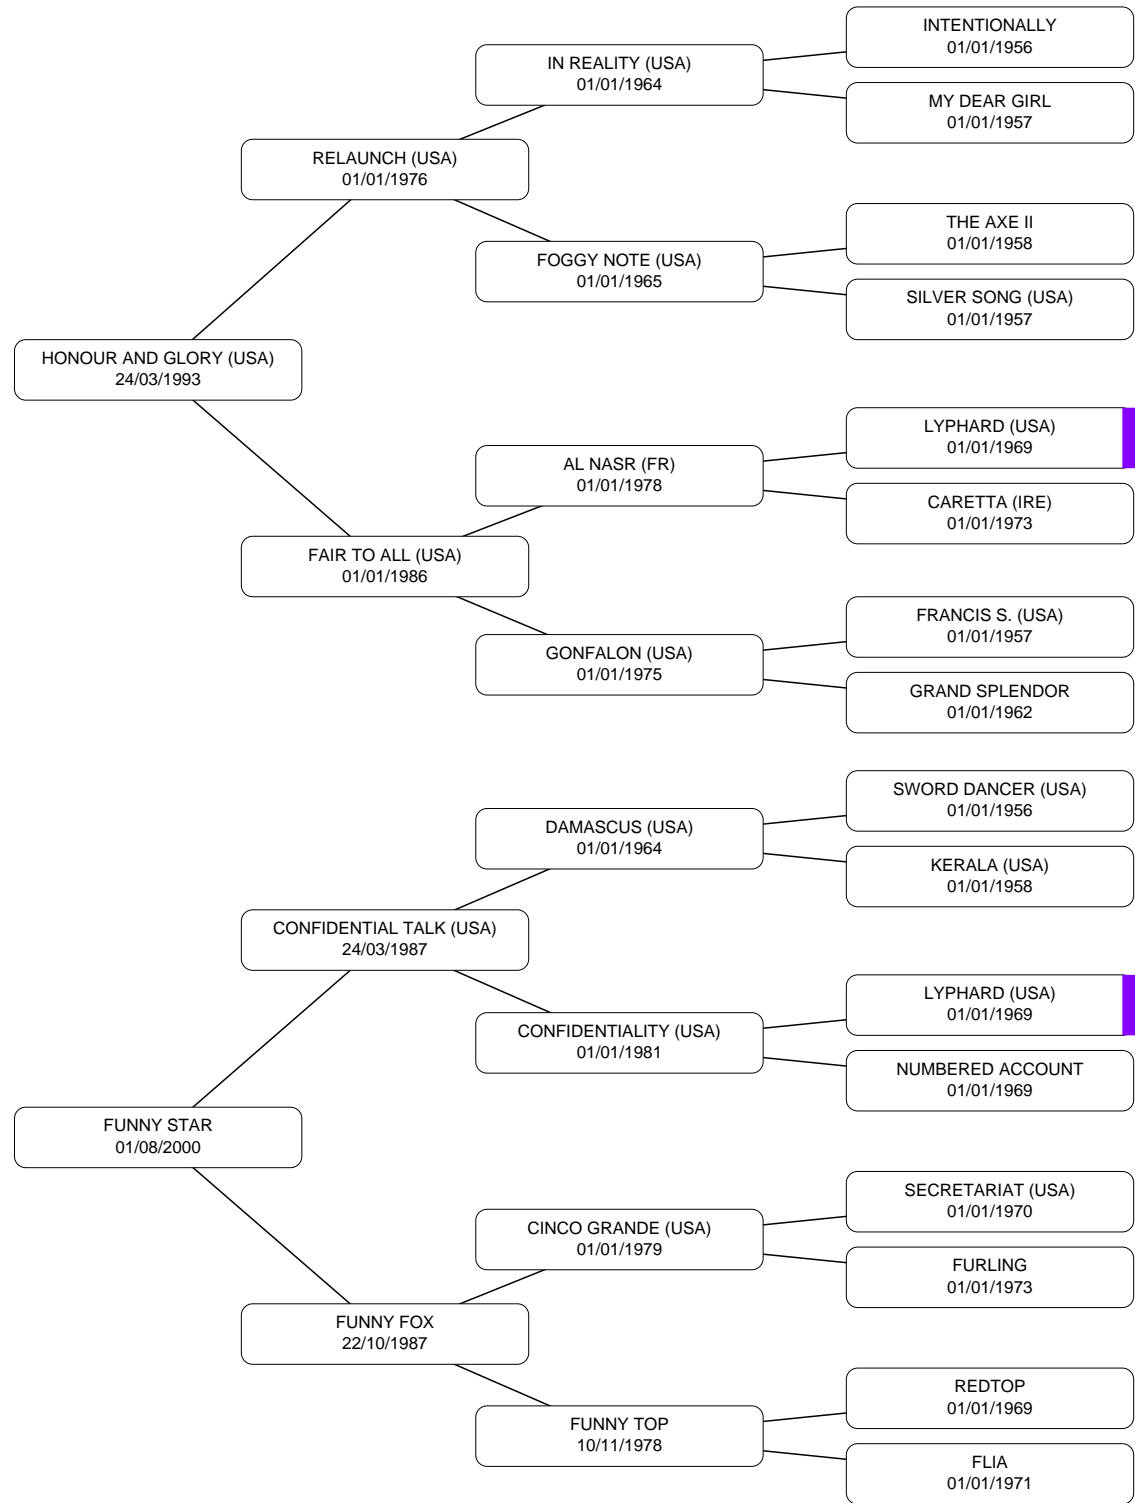 INTENTIONALLY
01/01/1956
IN REALITY (USA)
01/01/1964
MY DEAR GIRL
01/01/1957
RELAUNCH (USA)
01/01/1976
THE AXE II
01/01/1958
FOGGY NOTE (USA)
01/01/1965
SILVER SONG (USA)
01/01/1957
HONOUR AND GLORY (USA)
24/03/1993
LYPHARD (USA)
01/01/1969
AL NASR (FR)
01/01/1978
CARETTA (IRE)
01/01/1973
FAIR TO ALL (USA)
01/01/1986
FRANCIS S. (USA)
01/01/1957
GONFALON (USA)
01/01/1975
GRAND SPLENDOR
01/01/1962
SWORD DANCER (USA)
01/01/1956
DAMASCUS (USA)
01/01/1964
KERALA (USA)
01/01/1958
CONFIDENTIAL TALK (USA)
24/03/1987
LYPHARD (USA)
01/01/1969
CONFIDENTIALITY (USA)
01/01/1981
NUMBERED ACCOUNT
01/01/1969
FUNNY STAR
01/08/2000
SECRETARIAT (USA)
01/01/1970
CINCO GRANDE (USA)
01/01/1979
FURLING
01/01/1973
FUNNY FOX
22/10/1987
REDTOP
01/01/1969
FUNNY TOP
10/11/1978
FLIA
01/01/1971